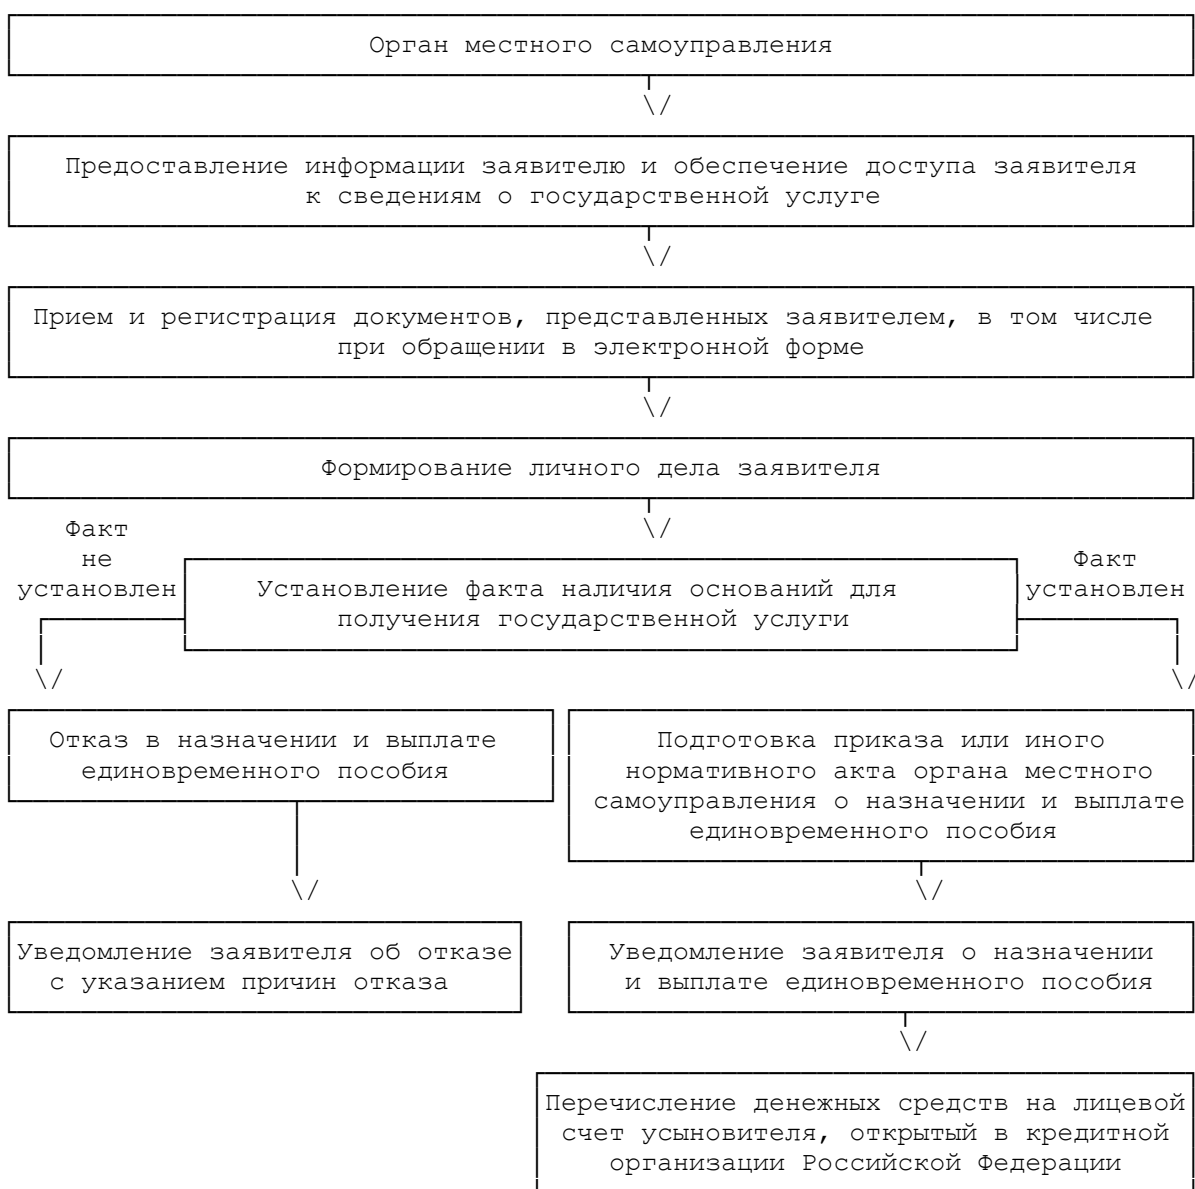 Орган местного самоуправления
Предоставление информации заявителю и обеспечение доступа заявителя
к сведениям о государственной услуге
Прием и регистрация документов, представленных заявителем, в том числе
при обращении в электронной форме
Формирование личного дела заявителя
Факт
не
установлен
Установление факта наличия оснований для
получения государственной услуги
Факт
установлен
Отказ в назначении и выплате
единовременного пособия
Подготовка приказа или иного
нормативного акта органа местного
самоуправления о назначении и выплате
единовременного пособия
Уведомление заявителя об отказе
с указанием причин отказа
Уведомление заявителя о назначении
и выплате единовременного пособия
Перечисление денежных средств на лицевой
счет усыновителя, открытый в кредитной
организации Российской Федерации